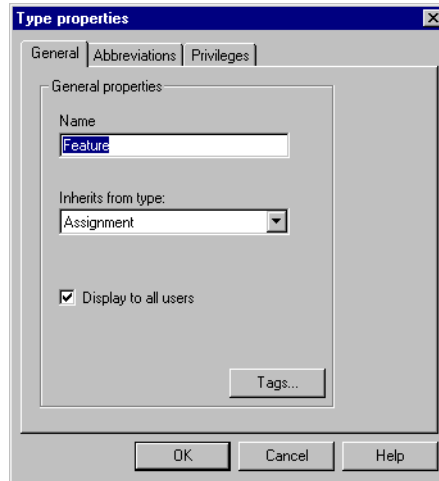 Type properties
General Abbreviations Privileges
General properties
Name
Feature
Inherits from type:
Assignment
Display to all users
Tags...
OK Cancel Help